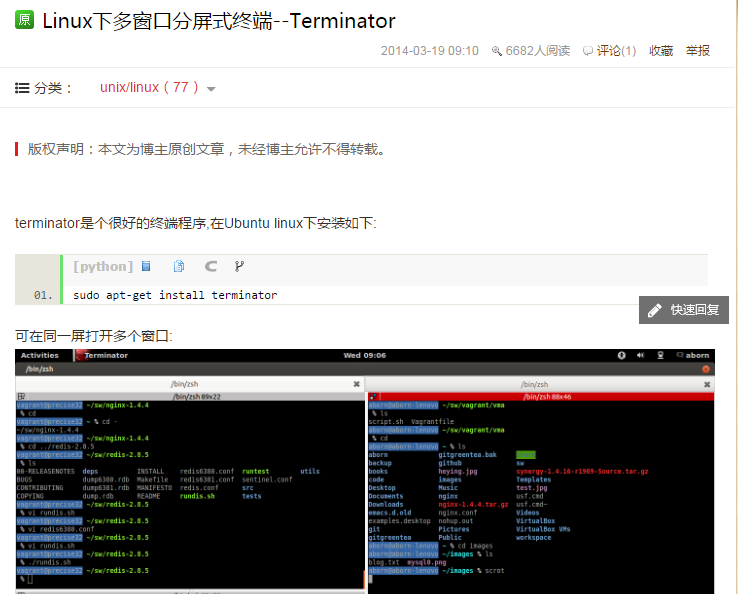 原 Linux下多窗口分屏式终端--Terminator
2014-03-19 09:10 6682人阅读 评论(1) 收藏 举报
分类： unix/linux（77）
版权声明：本文为博主原创文章，未经博主允许不得转载。
terminator是个很好的终端程序,在Ubuntu linux下安装如下:
[python]
01. sudo apt-get install terminator
快速回复
可在同一屏打开多个窗口:
Activities Terminator Wed 09:06 aborn
/bin/zsh
/bin/zsh /bin/zsh
/bin/zsh 89x22
vagrant@precise32 ~/sw/nginx-1.4.4
% cd
vagrant@precise32 ~ % cd -
~/sw/nginx-1.4.4
vagrant@precise32 ~/sw/nginx-1.4.4
% cd ../redis-2.8.5
vagrant@precise32 ~/sw/redis-2.8.5
% ls
00-RELEASENOTES deps INSTALL redis6380.conf runtest utils
BUGS dump6380.rdb Makefile redis6381.conf sentinel.conf
CONTRIBUTING dump6381.rdb MANIFESTO redis.conf src
COPYING dump.rdb README rundis.sh tests
vagrant@precise32 ~/sw/redis-2.8.5
% vi rundis.sh
vagrant@precise32 ~/sw/redis-2.8.5
% vi redis6380.conf
vagrant@precise32 ~/sw/redis-2.8.5
% vi rundis.sh
vagrant@precise32 ~/sw/redis-2.8.5
% ./rundis.sh
vagrant@precise32 ~/sw/redis-2.8.5
%
/bin/zsh 88x46
aborn@aborn-lenovo ~/sw/vagrant/vma
% ls
script.sh Vagrantfile
aborn@aborn-lenovo ~/sw/vagrant/vma
% cd
aborn@aborn-lenovo ~ % ls
aborn gitgreentea.bak
backup github sw
books heying.jpg synergy-1.4.16-r1969-Source.tar.gz
code images Templates
Desktop Music test.jpg
Documents nginx usf.cmd
Downloads nginx-1.4.4.tar.gz usf.cmd~
emacs.d.old nginx.conf Videos
examples.desktop nohup.out VirtualBox
git Pictures VirtualBox VMs
gitgreentea Public workspace
aborn@aborn-lenovo ~ % cd images
aborn@aborn-lenovo ~/images % ls
blog.txt mysql0.png
aborn@aborn-lenovo ~/images % scrot